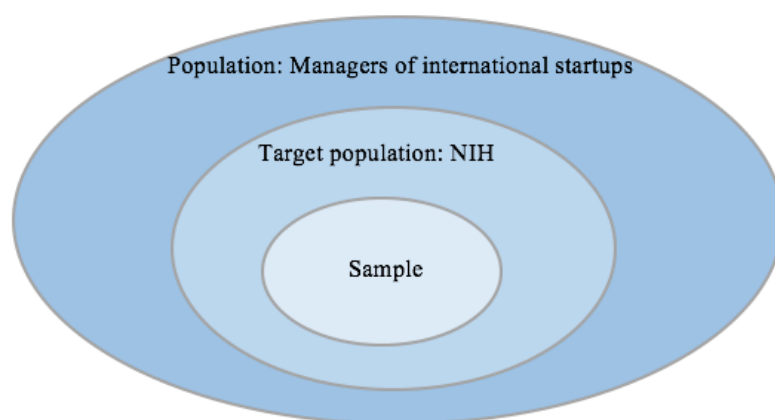 Population: Managers of international startups
Target population: NIH
Sample